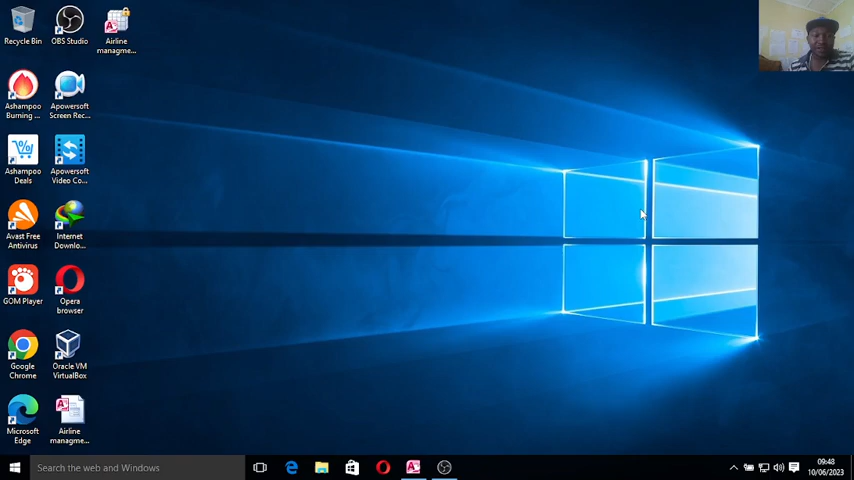 Recycle Bin
OBS Studio
Airline
managme...
Ashampoo
Burning ...
Apowersoft
Screen Rec...
Ashampoo
Deals
Apowersoft
Video Co...
Avast Free
Antivirus
Internet
Downlo...
GOM Player
Opera
browser
Google
Chrome
Oracle VM
VirtualBox
Microsoft
Edge
Airline
managme...
Search the web and Windows
09:48
10/06/2023